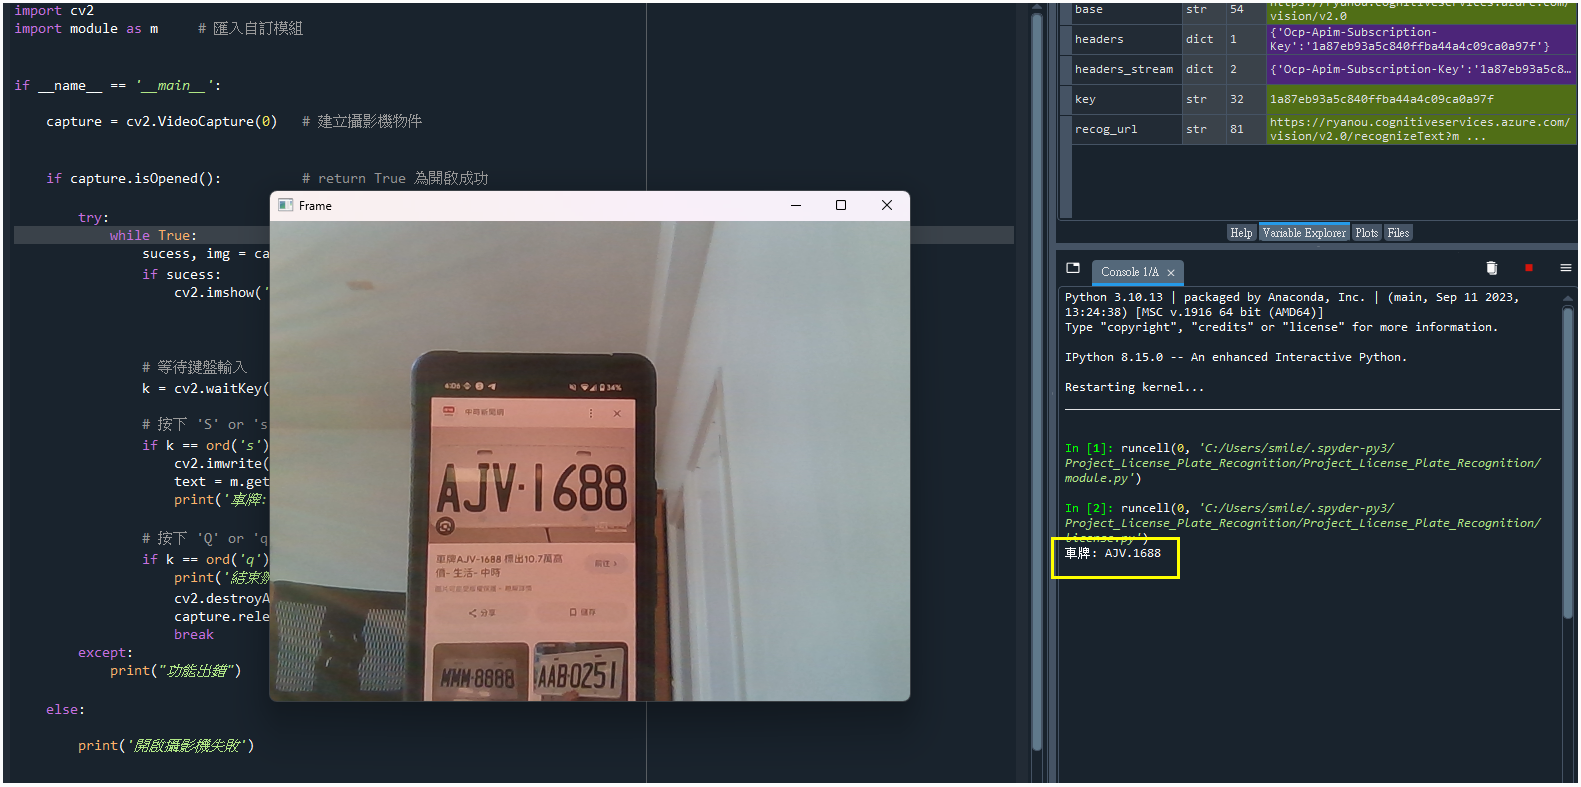 import cv2
import module as m # 匯入自訂模組
if __name__ == '__main__':
capture = cv2.VideoCapture(0) # 建立攝影機物件
if capture.isOpened(): # return True 為開啟成功
try:
while True:
sucess, img = ca
if sucess:
cv2.imshow('
# 等待鍵盤輸入
k = cv2.waitKey(
# 按下 'S' or 's
if k == ord('s')
cv2.imwrite(
text = m.get
print('車牌:
# 按下 'Q' or 'q
if k == ord('q')
print('結束
cv2.destroyA
capture.rele
break
except:
print("功能出錯")
else:
print('開啟攝影機失敗')
Frame
4:06 34%
中時新聞網
AJV·1688
車牌AJV-1688 標出10.7萬高
價- 生活- 中時
前往 >
分享
儲存
MMM·8888
AAB·0251
base str 54 https://ryanou.cognitiveservices.azure.com/
vision/v2.0
headers dict 1 {'Ocp-Apim-Subscription-
Key':'1a87eb93a5c840ffba44a4c09ca0a97f'}
headers_stream dict 2 {'Ocp-Apim-Subscription-Key':'1a87eb93a5c8…
key str 32 1a87eb93a5c840ffba44a4c09ca0a97f
recog_url str 81 https://ryanou.cognitiveservices.azure.com/
vision/v2.0/recognizeText?m ...
Help Variable Explorer Plots Files
Console 1/A
Python 3.10.13 | packaged by Anaconda, Inc. | (main, Sep 11 2023,
13:24:38) [MSC v.1916 64 bit (AMD64)]
Type "copyright", "credits" or "license" for more information.
IPython 8.15.0 -- An enhanced Interactive Python.
Restarting kernel...
In [1]: runcell(0, 'C:/Users/smile/.spyder-py3/
Project_License_Plate_Recognition/Project_License_Plate_Recognition/
module.py')
In [2]: runcell(0, 'C:/Users/smile/.spyder-py3/
Project_License_Plate_Recognition/Project_License_Plate_Recognition/
license.py')
車牌: AJV.1688